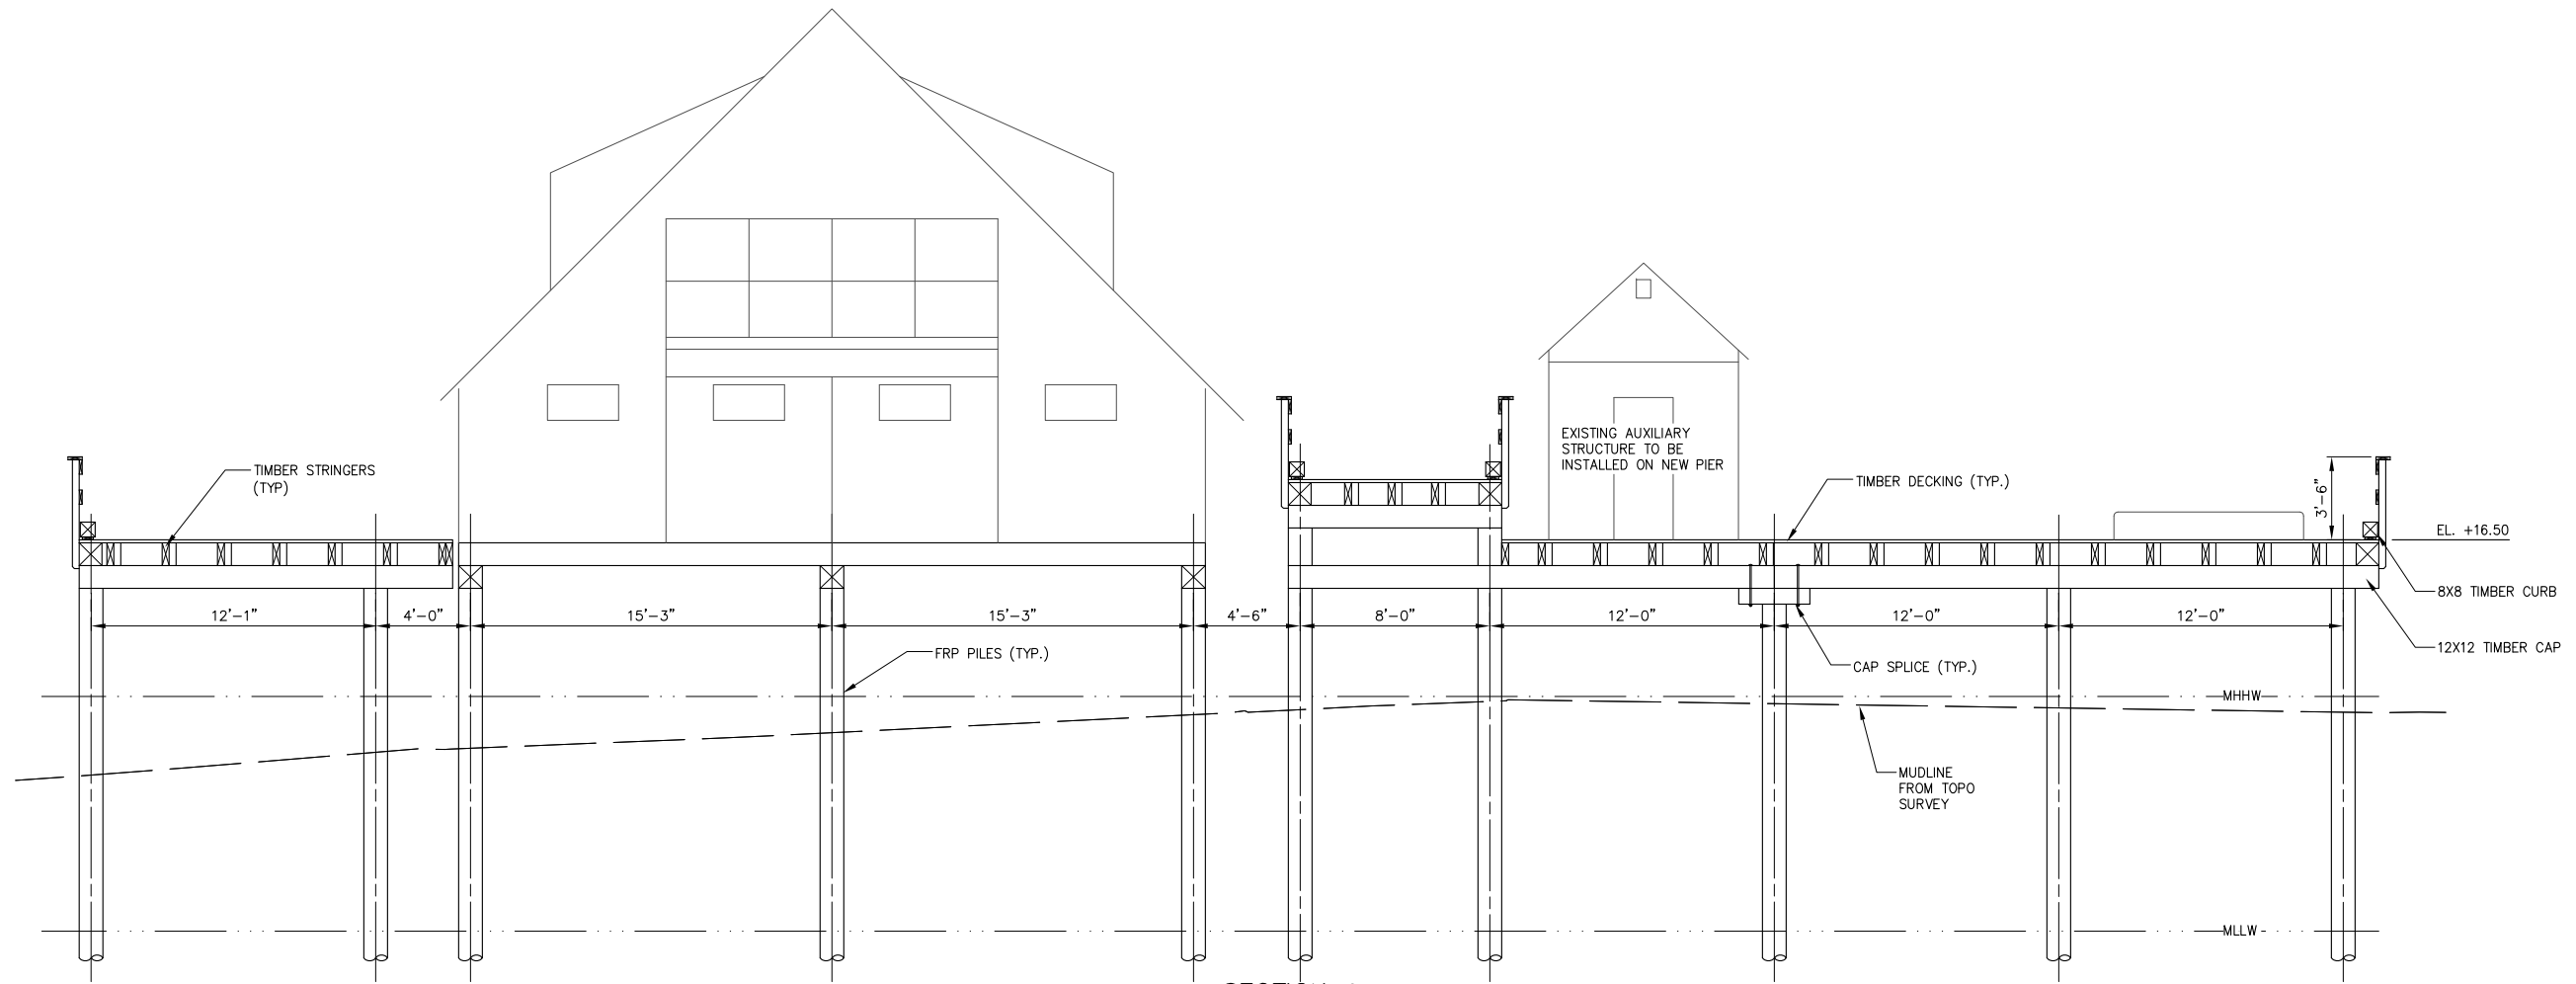 TIMBER STRINGERS
(TYP)
EXISTING AUXILIARY
STRUCTURE TO BE
INSTALLED ON NEW PIER
TIMBER DECKING (TYP.)
3'-6"
EL. +16.50
8X8 TIMBER CURB
12'-1"
4'-0"
15'-3"
15'-3"
4'-6"
8'-0"
12'-0"
12'-0"
12'-0"
12X12 TIMBER CAP
FRP PILES (TYP.)
CAP SPLICE (TYP.)
MHHW
MUDLINE
FROM TOPO
SURVEY
MLLW